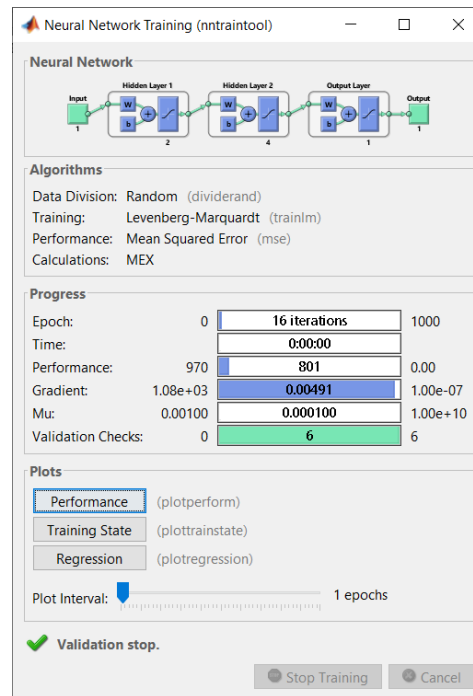 Neural Network Training (nntraintool)
Neural Network
Hidden Layer 1 Hidden Layer 2 Output Layer
Input Output
W W W
b b b
1 2 4 1 1
Algorithms
Data Division: Random (dividerand)
Training: Levenberg-Marquardt (trainlm)
Performance: Mean Squared Error (mse)
Calculations: MEX
Progress
Epoch: 0 16 iterations 1000
Time: 0:00:00
Performance: 970 801 0.00
Gradient: 1.08e+03 0.00491 1.00e-07
Mu: 0.00100 0.000100 1.00e+10
Validation Checks: 0 6 6
Plots
Performance (plotperform)
Training State (plottrainstate)
Regression (plotregression)
Plot Interval: 1 epochs
Validation stop.
Stop Training Cancel